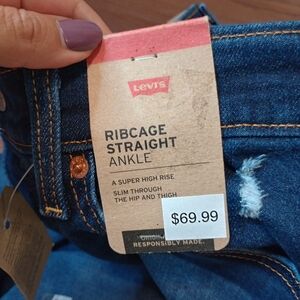 Levi's
RIBCAGE
STRAIGHT
ANKLE
A SUPER HIGH RISE
SLIM THROUGH
THE HIP AND THIGH
$69.99
RESPONSIBLY MADE.